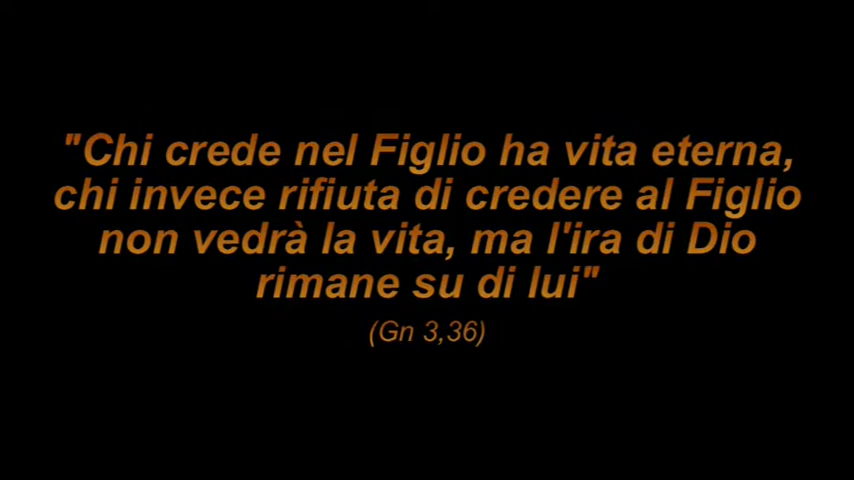 "Chi crede nel Figlio ha vita eterna,
chi invece rifiuta di credere al Figlio
non vedrà la vita, ma l'ira di Dio
rimane su di lui"
(Gn 3,36)